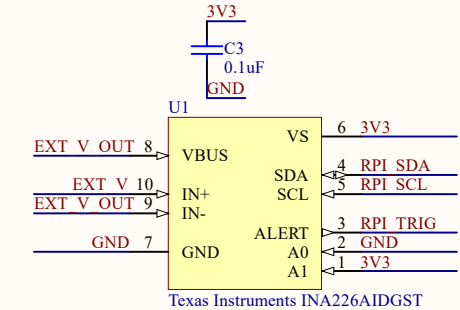 3V3
C3
0.1uF
GND
U1
EXT_V_OUT 8 VBUS VS 6 3V3
SDA 4 RPI_SDA
EXT_V 10 IN+ SCL 5 RPI_SCL
EXT_V_OUT 9 IN-
ALERT 3 RPI_TRIG
GND 7 GND A0 2 GND
A1 1 3V3
Texas Instruments INA226AIDGST